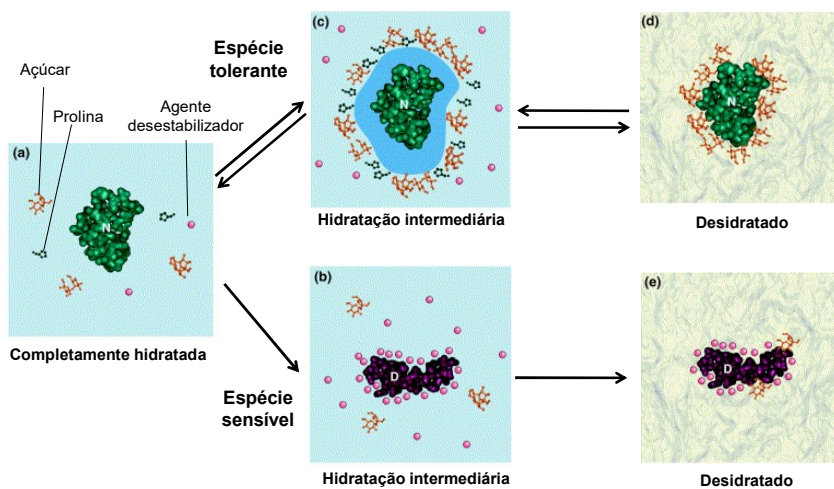 (c)
(d)
Espécie
tolerante
Açúcar
Prolina
Agente
desestabilizador
(a)
N
N
N
Hidratação intermediária
Desidratado
(b)
(e)
D
D
Completamente hidratada
Espécie
sensível
Hidratação intermediária
Desidratado